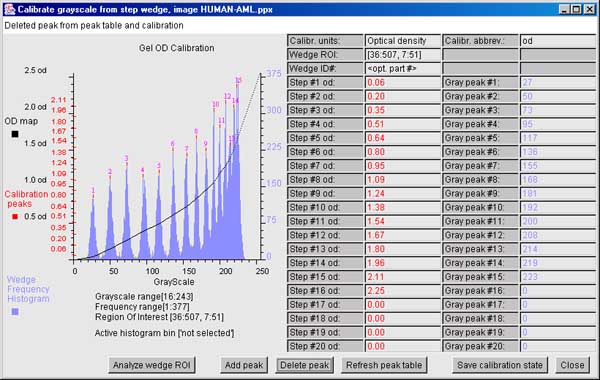 Calibrate grayscale from step wedge, image HUMAN-AML.ppx
Deleted peak from peak table and calibration
Gel OD Calibration
2.5 od
2.0 od
OD map
1.5 od
1.0 od
Calibration peaks
0.5 od
Wedge Frequency Histogram
2.11
1.96
1.80
1.67
1.54
1.38
1.24
1.09
0.95
0.80
0.64
0.51
0.35
0.20
0.06
375
300
225
150
75
0
1 2 3 4 5 6 7 8 9 10 11 12 13 14 15
0 50 100 150 200 250
GrayScale
Grayscale range[16:243]
Frequency range[1:377]
Region Of Interest [36:507, 7:51]
Active histogram bin ['not selected']
Calibr. units: Optical density Calibr. abbrev.: od
Wedge ROI: [36:507, 7:51]
Wedge ID#: <opt. part #>
Step #1 od: 0.06 Gray peak #1: 27
Step #2 od: 0.20 Gray peak #2: 50
Step #3 od: 0.35 Gray peak #3: 73
Step #4 od: 0.51 Gray peak #4: 95
Step #5 od: 0.64 Gray peak #5: 117
Step #6 od: 0.80 Gray peak #6: 136
Step #7 od: 0.95 Gray peak #7: 155
Step #8 od: 1.09 Gray peak #8: 168
Step #9 od: 1.24 Gray peak #9: 181
Step #10 od: 1.38 Gray peak #10: 192
Step #11 od: 1.54 Gray peak #11: 200
Step #12 od: 1.67 Gray peak #12: 208
Step #13 od: 1.80 Gray peak #13: 214
Step #14 od: 1.96 Gray peak #14: 219
Step #15 od: 2.11 Gray peak #15: 223
Step #16 od: 2.25 Gray peak #16: 0
Step #17 od: 0.00 Gray peak #17: 0
Step #18 od: 0.00 Gray peak #18: 0
Step #19 od: 0.00 Gray peak #19: 0
Step #20 od: 0.00 Gray peak #20: 0
Analyze wedge ROI Add peak Delete peak Refresh peak table Save calibration state Close